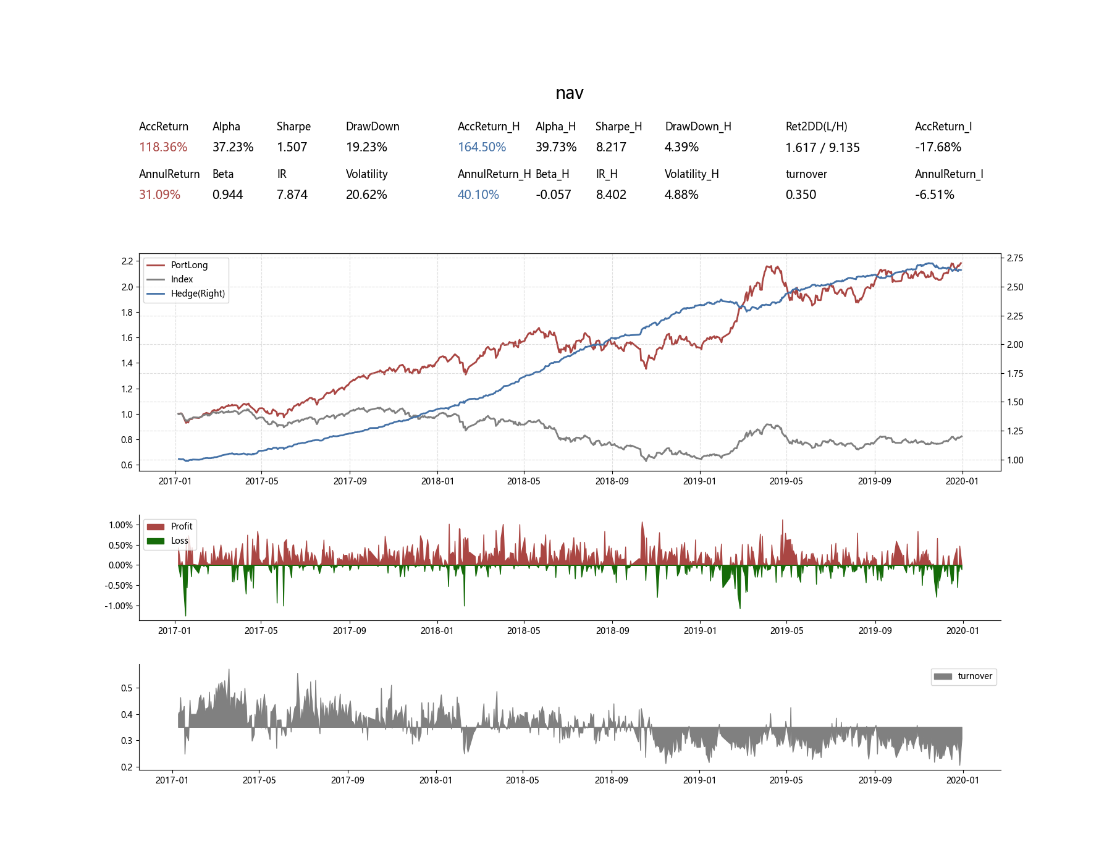 nav
AccReturn Alpha Sharpe DrawDown AccReturn_H Alpha_H Sharpe_H DrawDown_H Ret2DD(L/H) AccReturn_I
118.36% 37.23% 1.507 19.23% 164.50% 39.73% 8.217 4.39% 1.617 / 9.135 -17.68%
AnnulReturn Beta IR Volatility AnnulReturn_H Beta_H IR_H Volatility_H turnover AnnulReturn_I
31.09% 0.944 7.874 20.62% 40.10% -0.057 8.402 4.88% 0.350 -6.51%
PortLong
Index
Hedge(Right)
2.2
2.0
1.8
1.6
1.4
1.2
1.0
0.8
0.6
2.75
2.50
2.25
2.00
1.75
1.50
1.25
1.00
2017-01 2017-05 2017-09 2018-01 2018-05 2018-09 2019-01 2019-05 2019-09 2020-01
Profit
Loss
1.00%
0.50%
0.00%
-0.50%
-1.00%
2017-01 2017-05 2017-09 2018-01 2018-05 2018-09 2019-01 2019-05 2019-09 2020-01
turnover
0.5
0.4
0.3
0.2
2017-01 2017-05 2017-09 2018-01 2018-05 2018-09 2019-01 2019-05 2019-09 2020-01